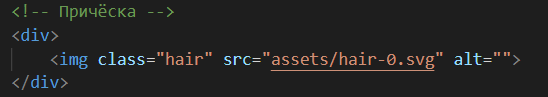 <!-- Причёска -->
<div>
    <img class="hair" src="assets/hair-0.svg" alt="">
</div>